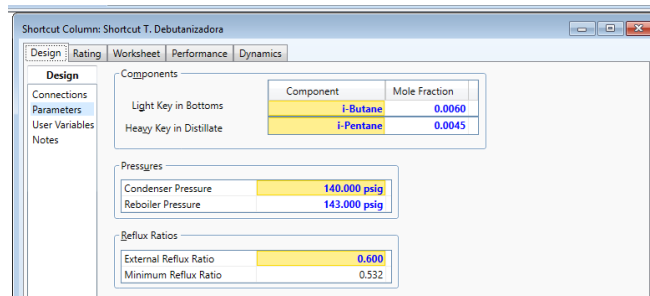 Shortcut Column: Shortcut T. Debutanizadora
Design Rating Worksheet Performance Dynamics
Design
Connections
Parameters
User Variables
Notes
Components
Component Mole Fraction
Light Key in Bottoms i-Butane 0.0060
Heavy Key in Distillate i-Pentane 0.0045
Pressures
Condenser Pressure 140.000 psig
Reboiler Pressure 143.000 psig
Reflux Ratios
External Reflux Ratio 0.600
Minimum Reflux Ratio 0.532